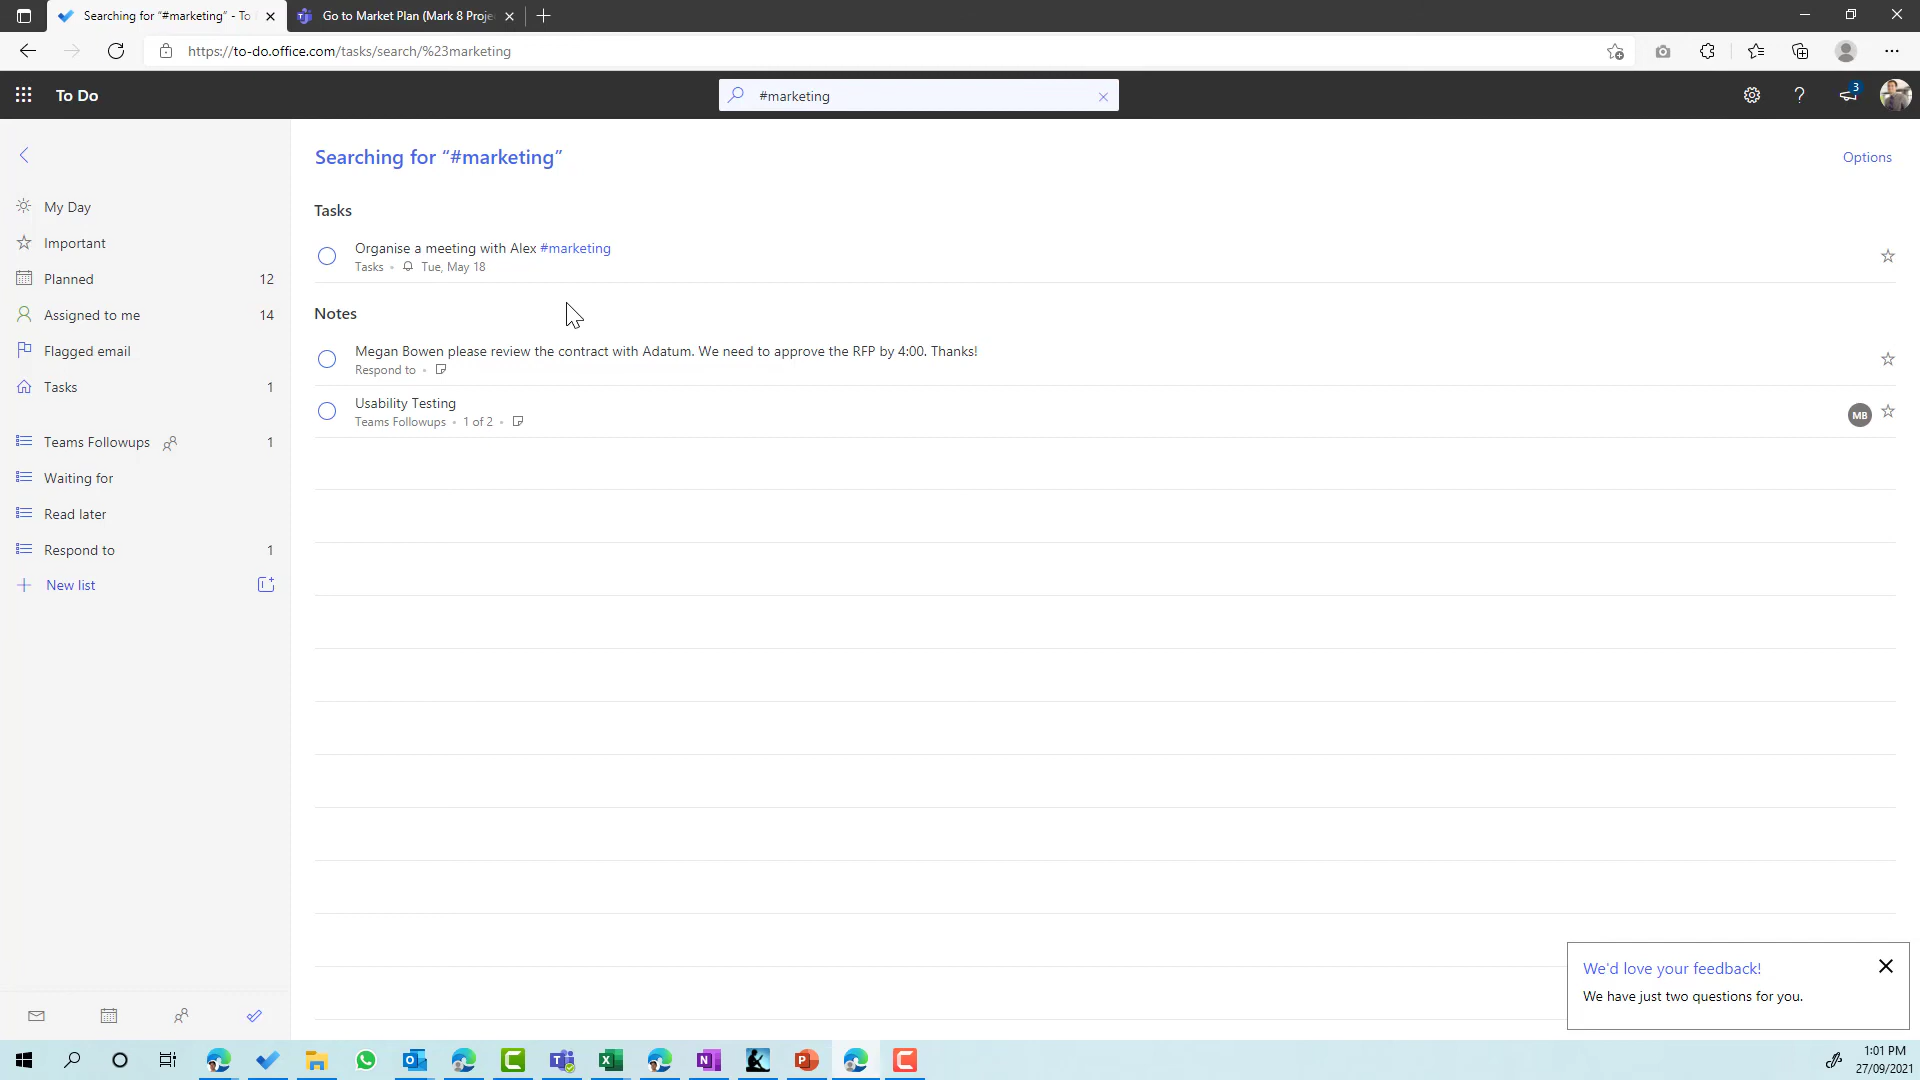 Searching for “#marketing” - To
Go to Market Plan (Mark 8 Proje
https://to-do.office.com/tasks/search/%23marketing
To Do
#marketing
3
Searching for “#marketing”
Options
My Day
Important
Planned 12
Assigned to me 14
Flagged email
Tasks 1
Teams Followups 1
Waiting for
Read later
Respond to 1
New list
Tasks
Organise a meeting with Alex #marketing
Tasks • Tue, May 18
Notes
Megan Bowen please review the contract with Adatum. We need to approve the RFP by 4:00. Thanks!
Respond to •
Usability Testing
Teams Followups • 1 of 2 •
MB
We'd love your feedback!
We have just two questions for you.
1:01 PM
27/09/2021